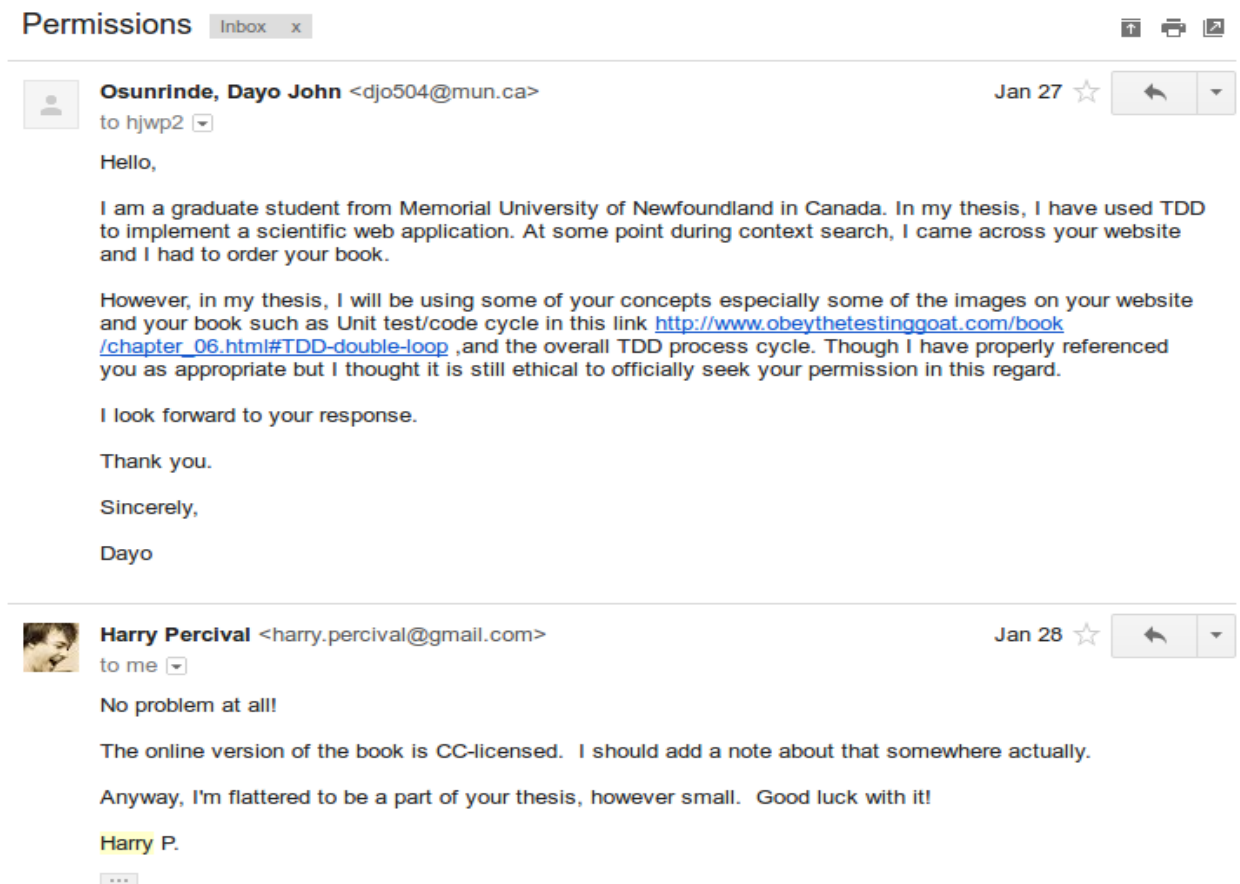 Permissions Inbox x
Osunrinde, Dayo John <djo504@mun.ca> Jan 27
to hjwp2
Hello,
I am a graduate student from Memorial University of Newfoundland in Canada. In my thesis, I have used TDD
to implement a scientific web application. At some point during context search, I came across your website
and I had to order your book.
However, in my thesis, I will be using some of your concepts especially some of the images on your website
and your book such as Unit test/code cycle in this link http://www.obeythetestinggoat.com/book
/chapter_06.html#TDD-double-loop ,and the overall TDD process cycle. Though I have properly referenced
you as appropriate but I thought it is still ethical to officially seek your permission in this regard.
I look forward to your response.
Thank you.
Sincerely,
Dayo
Harry Percival <harry.percival@gmail.com> Jan 28
to me
No problem at all!
The online version of the book is CC-licensed.  I should add a note about that somewhere actually.
Anyway, I'm flattered to be a part of your thesis, however small.  Good luck with it!
Harry P.